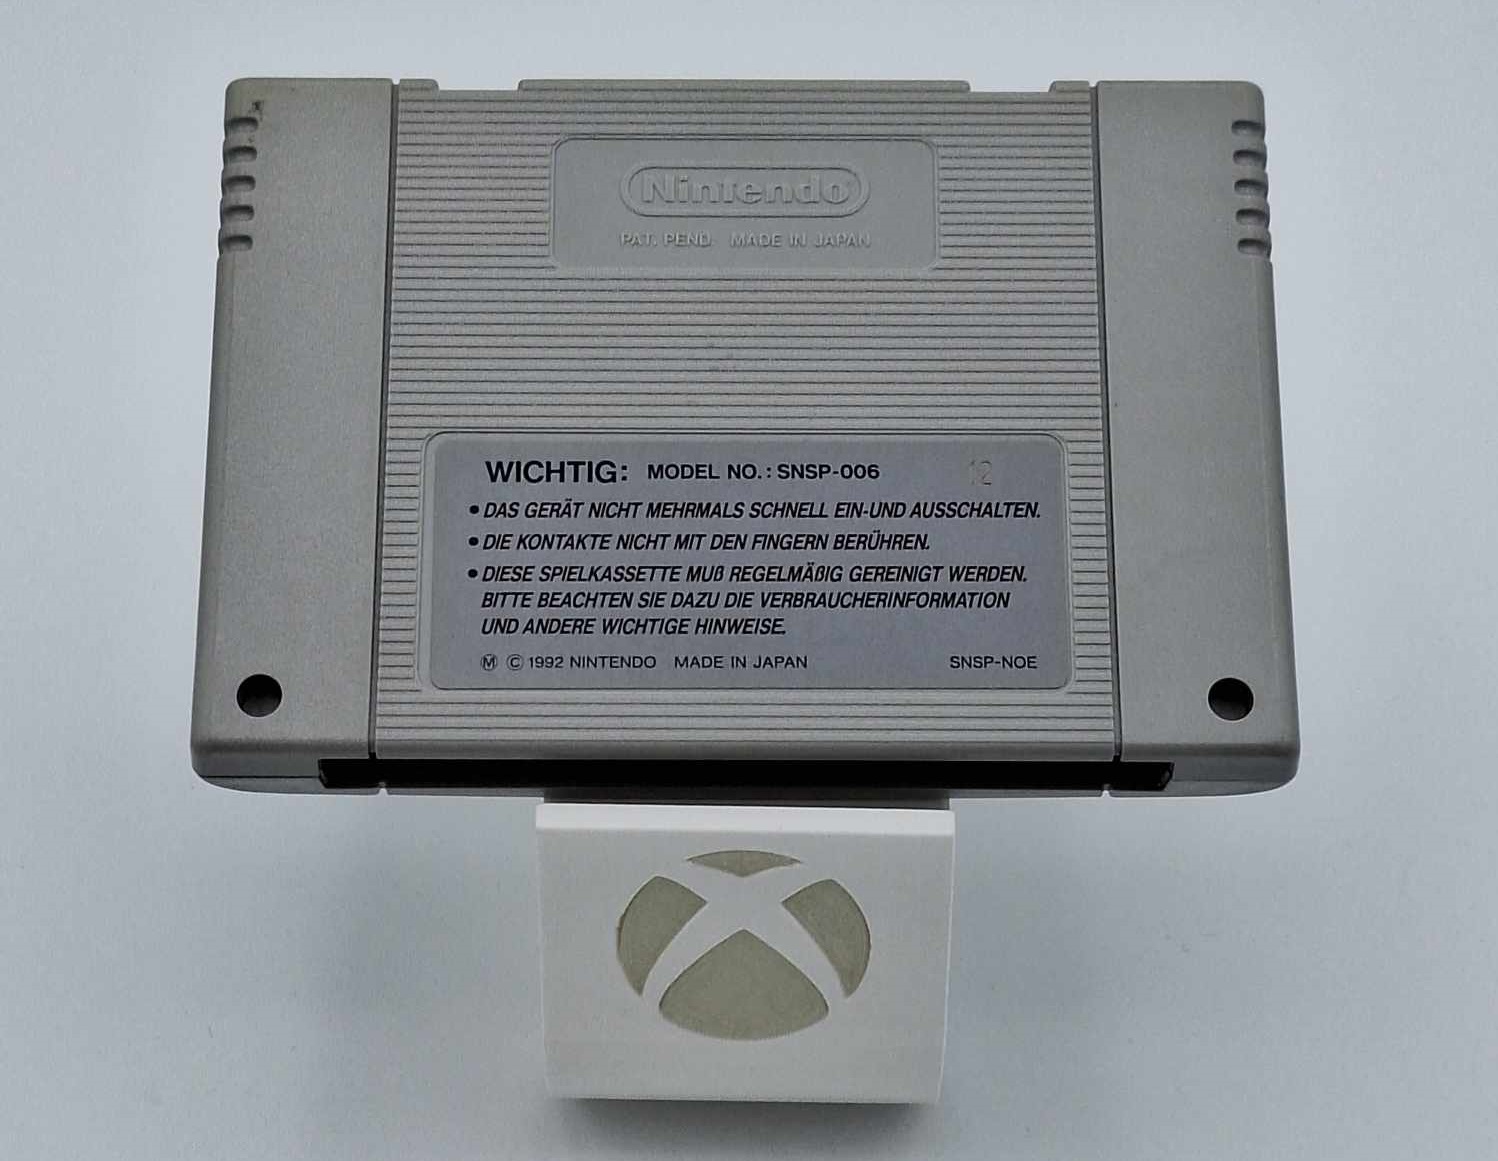 Nintendo
PAT. PEND. MADE IN JAPAN
WICHTIG: MODEL NO.: SNSP-006 12
• DAS GERÄT NICHT MEHRMALS SCHNELL EIN-UND AUSSCHALTEN.
• DIE KONTAKTE NICHT MIT DEN FINGERN BERÜHREN.
• DIESE SPIELKASSETTE MUß REGELMÄßIG GEREINIGT WERDEN.
BITTE BEACHTEN SIE DAZU DIE VERBRAUCHERINFORMATION
UND ANDERE WICHTIGE HINWEISE.
Ⓜ © 1992 NINTENDO MADE IN JAPAN SNSP-NOE